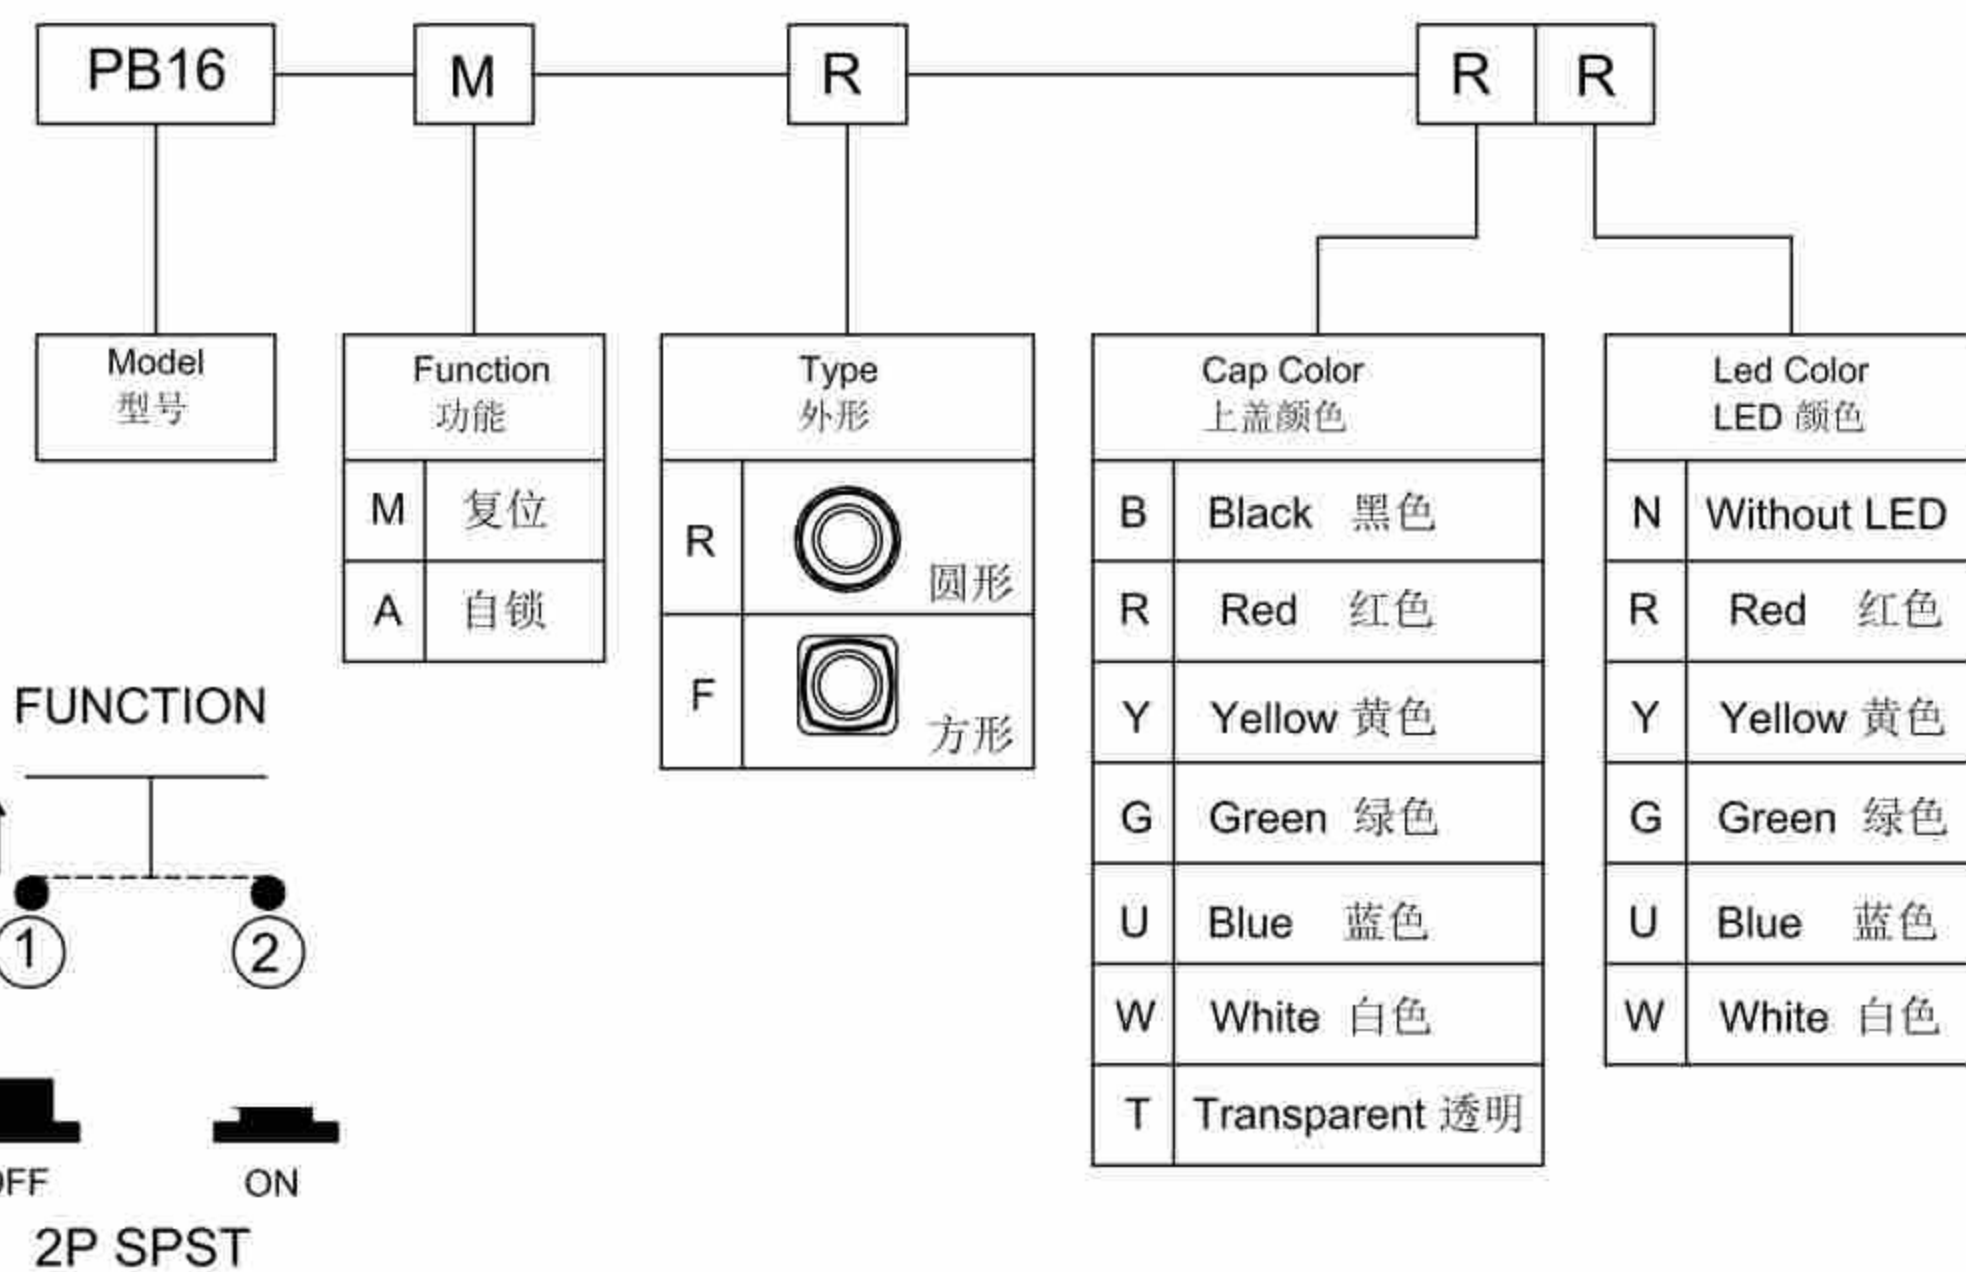 PB16 M R R R
Model
型号
Function
功能
M 复位
A 自锁
Type
外形
R 圆形
F 方形
Cap Color
上盖颜色
B Black 黑色
R Red 红色
Y Yellow 黄色
G Green 绿色
U Blue 蓝色
W White 白色
T Transparent 透明
Led Color
LED 颜色
N Without LED
R Red 红色
Y Yellow 黄色
G Green 绿色
U Blue 蓝色
W White 白色
FUNCTION
1 2
OFF ON
2P SPST